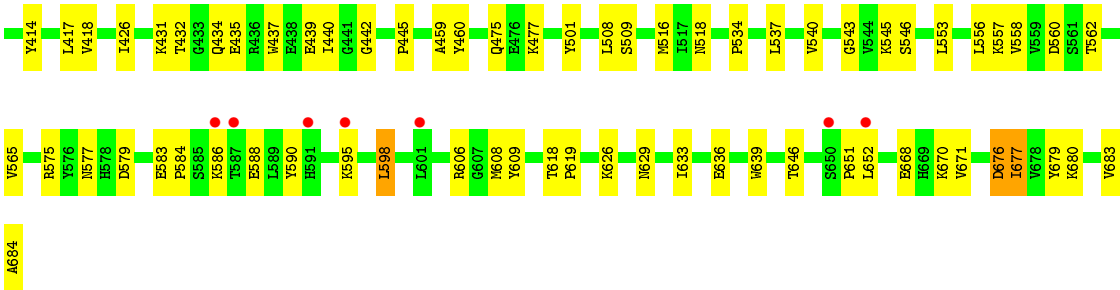 Y414 L417 V418 I426 K431 T432 G433 Q434 E435 R436 W437 E438 E439 I440 G441 G442 P445 A459 Y460 Q475 E476 K477 Y501 L508 S509 M516 I517 N518 P534 L537 V540 G543 V544 K545 S546 L553 L556 K557 V558 V559 D560 S561 T562
V565 R575 Y576 N577 H578 D579 E583 P584 S585 K586 T587 E588 L589 Y590 H591 K595 L598 L601 R606 G607 M608 Y609 T618 P619 K626 N629 I633 E636 W639 T646 S650 P651 L652 E668 H669 K670 V671 D676 I677 V678 Y679 K680 V683
A684